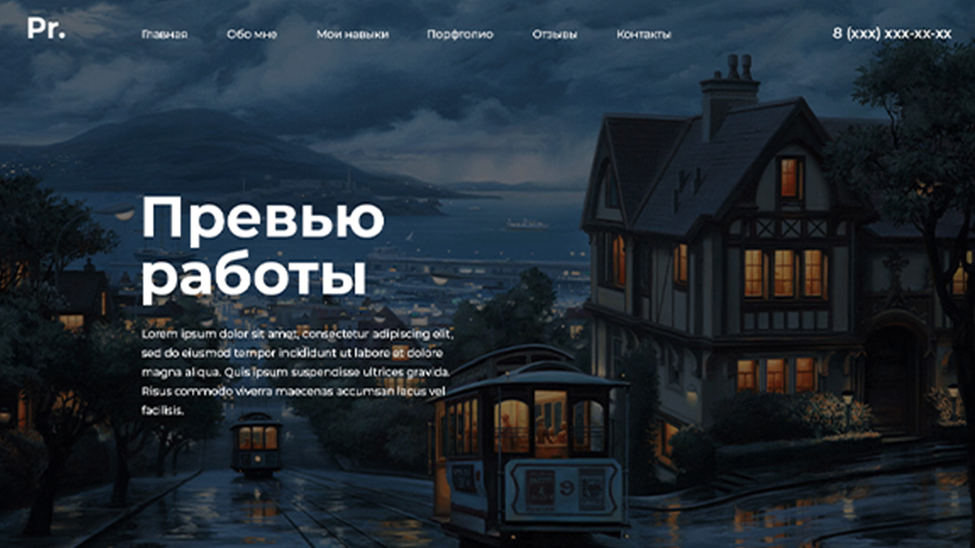 Pr.
Главная Обо мне Мои навыки Портфолио Отзывы Контакты 8 (xxx) xxx-xx-xx
Превью
работы
Lorem ipsum dolor sit amet, consectetur adipiscing elit,
sed do eiusmod tempor incididunt ut labore et dolore
magna aliqua. Quis ipsum suspendisse ultrices gravida.
Risus commodo viverra maecenas accumsan lacus vel
facilisis.